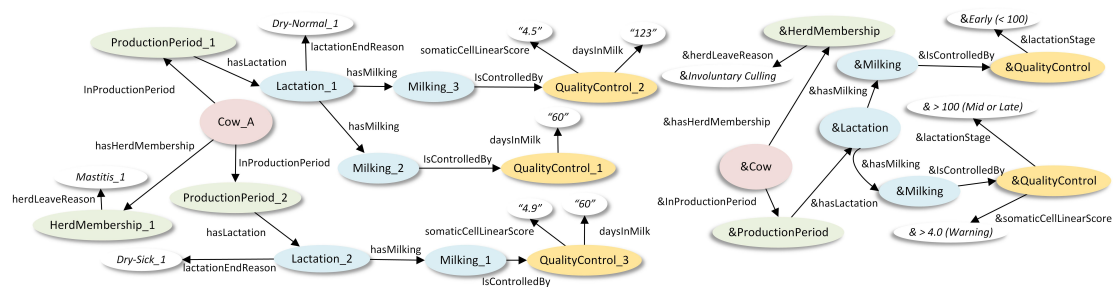 Dry-Normal_1
ProductionPeriod_1
lactationEndReason
"4.5"
"123"
somaticCellLinearScore
daysInMilk
hasLactation
hasMilking
IsControlledBy
InProductionPeriod
Lactation_1
Milking_3
QualityControl_2
Cow_A
hasMilking
"60"
hasHerdMembership
InProductionPeriod
daysInMilk
IsControlledBy
Mastitis_1
Milking_2
QualityControl_1
herdLeaveReason
ProductionPeriod_2
HerdMembership_1
"4.9"
"60"
hasLactation
somaticCellLinearScore
daysInMilk
hasMilking
Dry-Sick_1
lactationEndReason
Lactation_2
Milking_1
QualityControl_3
IsControlledBy
&Early (< 100)
&HerdMembership
&lactationStage
&herdLeaveReason
&Milking
&IsControlledBy
&QualityControl
&Involuntary Culling
&hasMilking
& > 100 (Mid or Late)
&hasHerdMembership
&Lactation
&lactationStage
&Cow
&hasMilking
&IsControlledBy
&QualityControl
&InProductionPeriod
&hasLactation
&Milking
&somaticCellLinearScore
&ProductionPeriod
& > 4.0 (Warning)